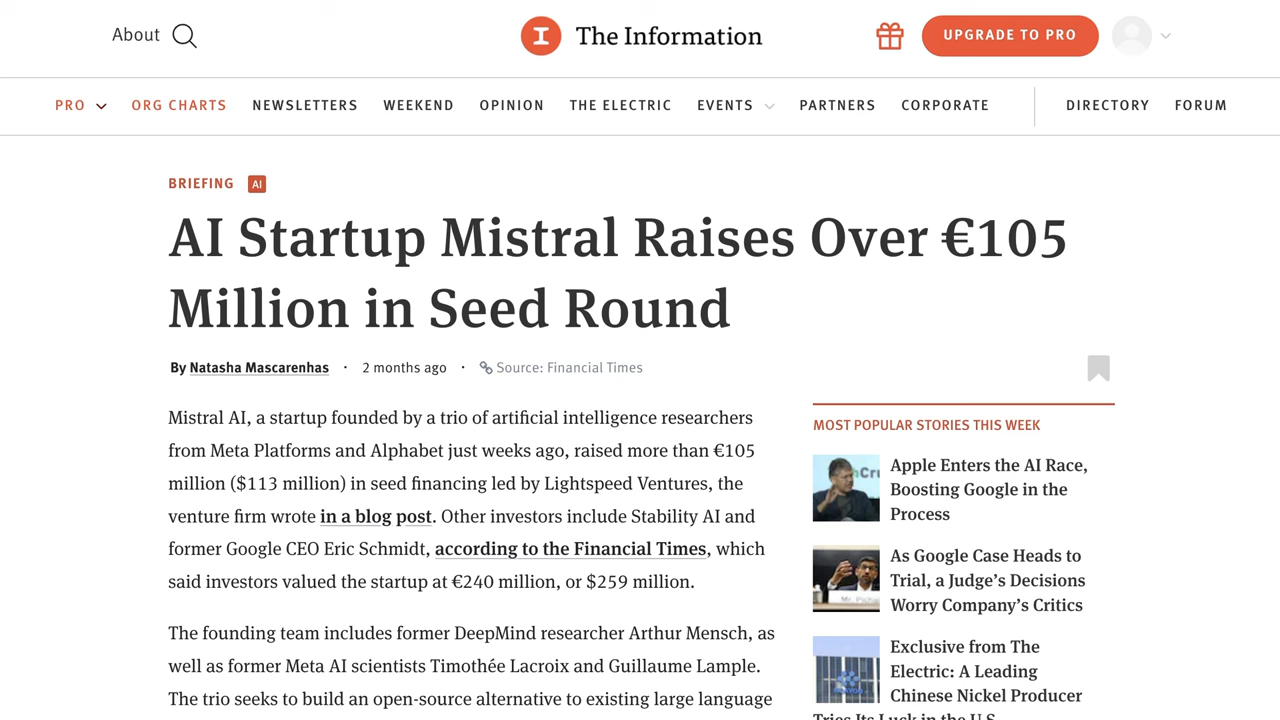 About
The Information
UPGRADE TO PRO
PRO
ORG CHARTS
NEWSLETTERS
WEEKEND
OPINION
THE ELECTRIC
EVENTS
PARTNERS
CORPORATE
DIRECTORY
FORUM
BRIEFING
AI
AI Startup Mistral Raises Over €105
Million in Seed Round
By Natasha Mascarenhas · 2 months ago · Source: Financial Times
Mistral AI, a startup founded by a trio of artificial intelligence researchers
from Meta Platforms and Alphabet just weeks ago, raised more than €105
million ($113 million) in seed financing led by Lightspeed Ventures, the
venture firm wrote in a blog post. Other investors include Stability AI and
former Google CEO Eric Schmidt, according to the Financial Times, which
said investors valued the startup at €240 million, or $259 million.
The founding team includes former DeepMind researcher Arthur Mensch, as
well as former Meta AI scientists Timothée Lacroix and Guillaume Lample.
The trio seeks to build an open-source alternative to existing large language
MOST POPULAR STORIES THIS WEEK
Apple Enters the AI Race,
Boosting Google in the
Process
As Google Case Heads to
Trial, a Judge's Decisions
Worry Company's Critics
Exclusive from The
Electric: A Leading
Chinese Nickel Producer
Tries Its Luck in the U.S.